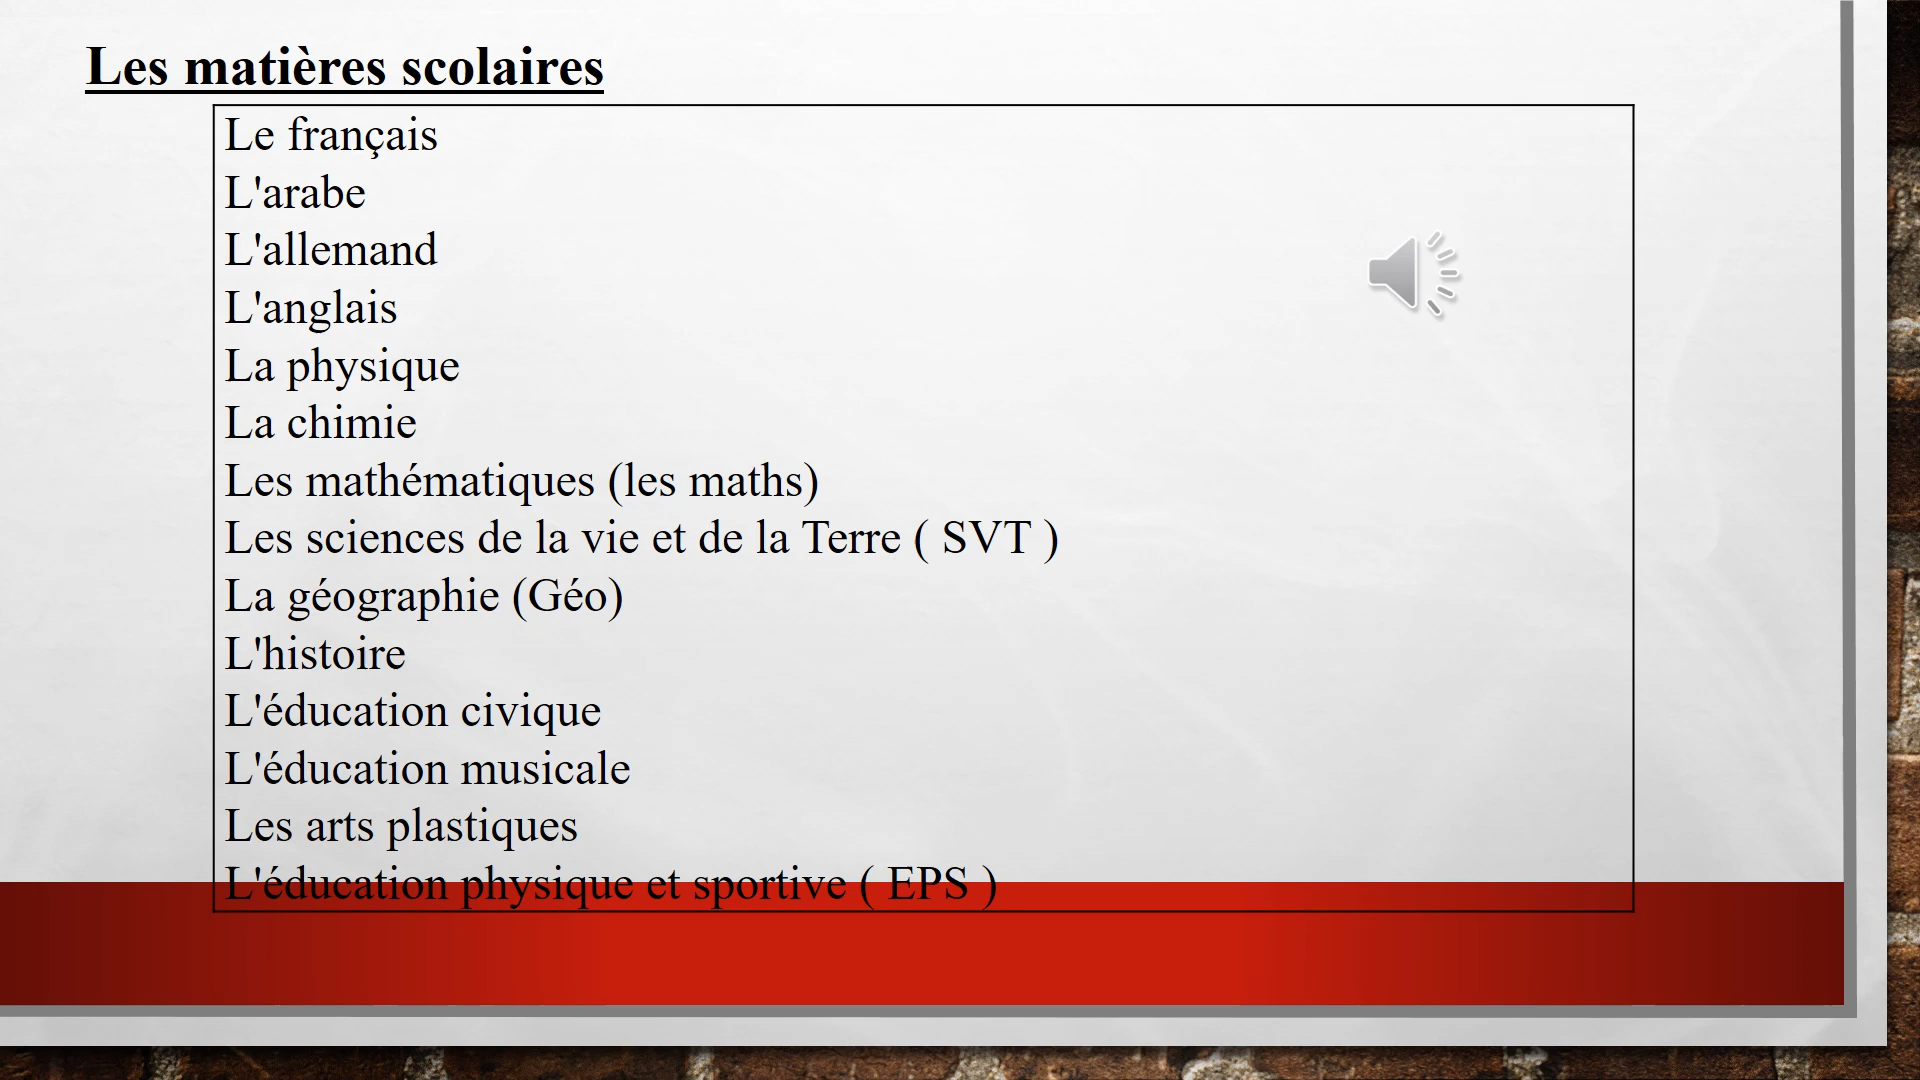 Les matières scolaires
Le français
L'arabe
L'allemand
L'anglais
La physique
La chimie
Les mathématiques (les maths)
Les sciences de la vie et de la Terre ( SVT )
La géographie (Géo)
L'histoire
L'éducation civique
L'éducation musicale
Les arts plastiques
L'éducation physique et sportive ( EPS )